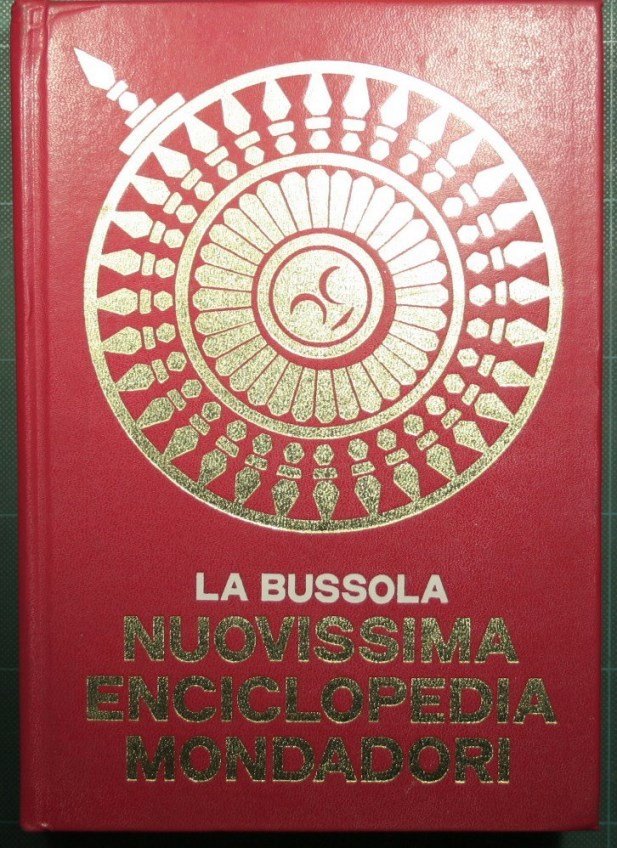 LA BUSSOLA
NUOVISSIMA
ENCICLOPEDIA
MONDADORI